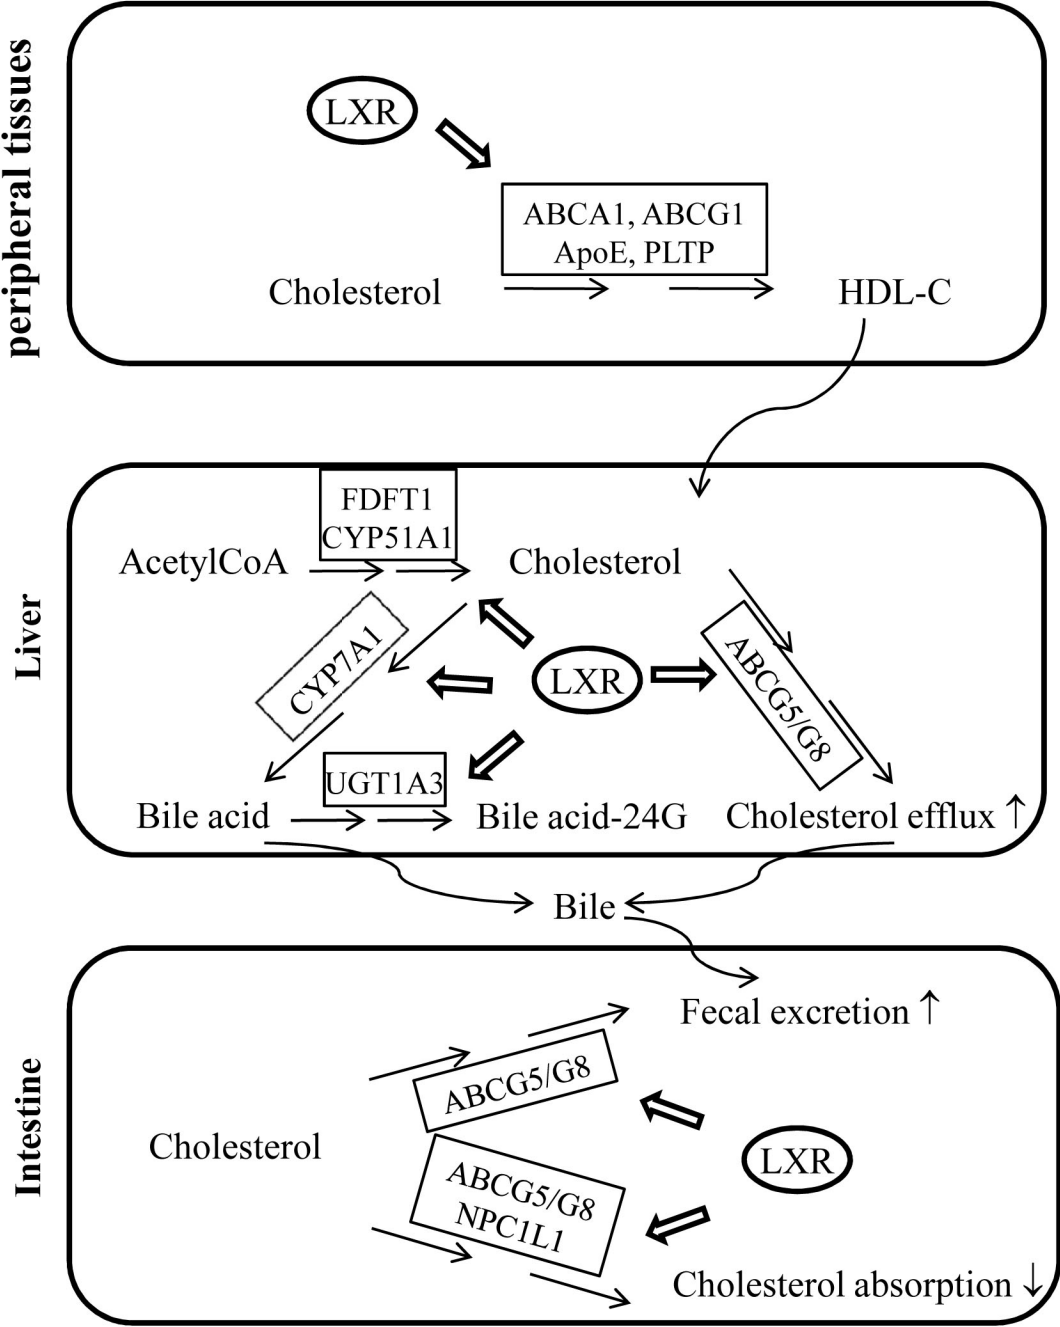 peripheral tissues
LXR
ABCA1, ABCG1
ApoE, PLTP
Cholesterol
HDL-C
Liver
FDFT1
CYP51A1
AcetylCoA
Cholesterol
CYP7A1
LXR
ABCG5/G8
UGT1A3
Bile acid
Bile acid-24G
Cholesterol efflux ↑
Bile
Intestine
Fecal excretion ↑
ABCG5/G8
Cholesterol
LXR
ABCG5/G8
NPC1L1
Cholesterol absorption ↓